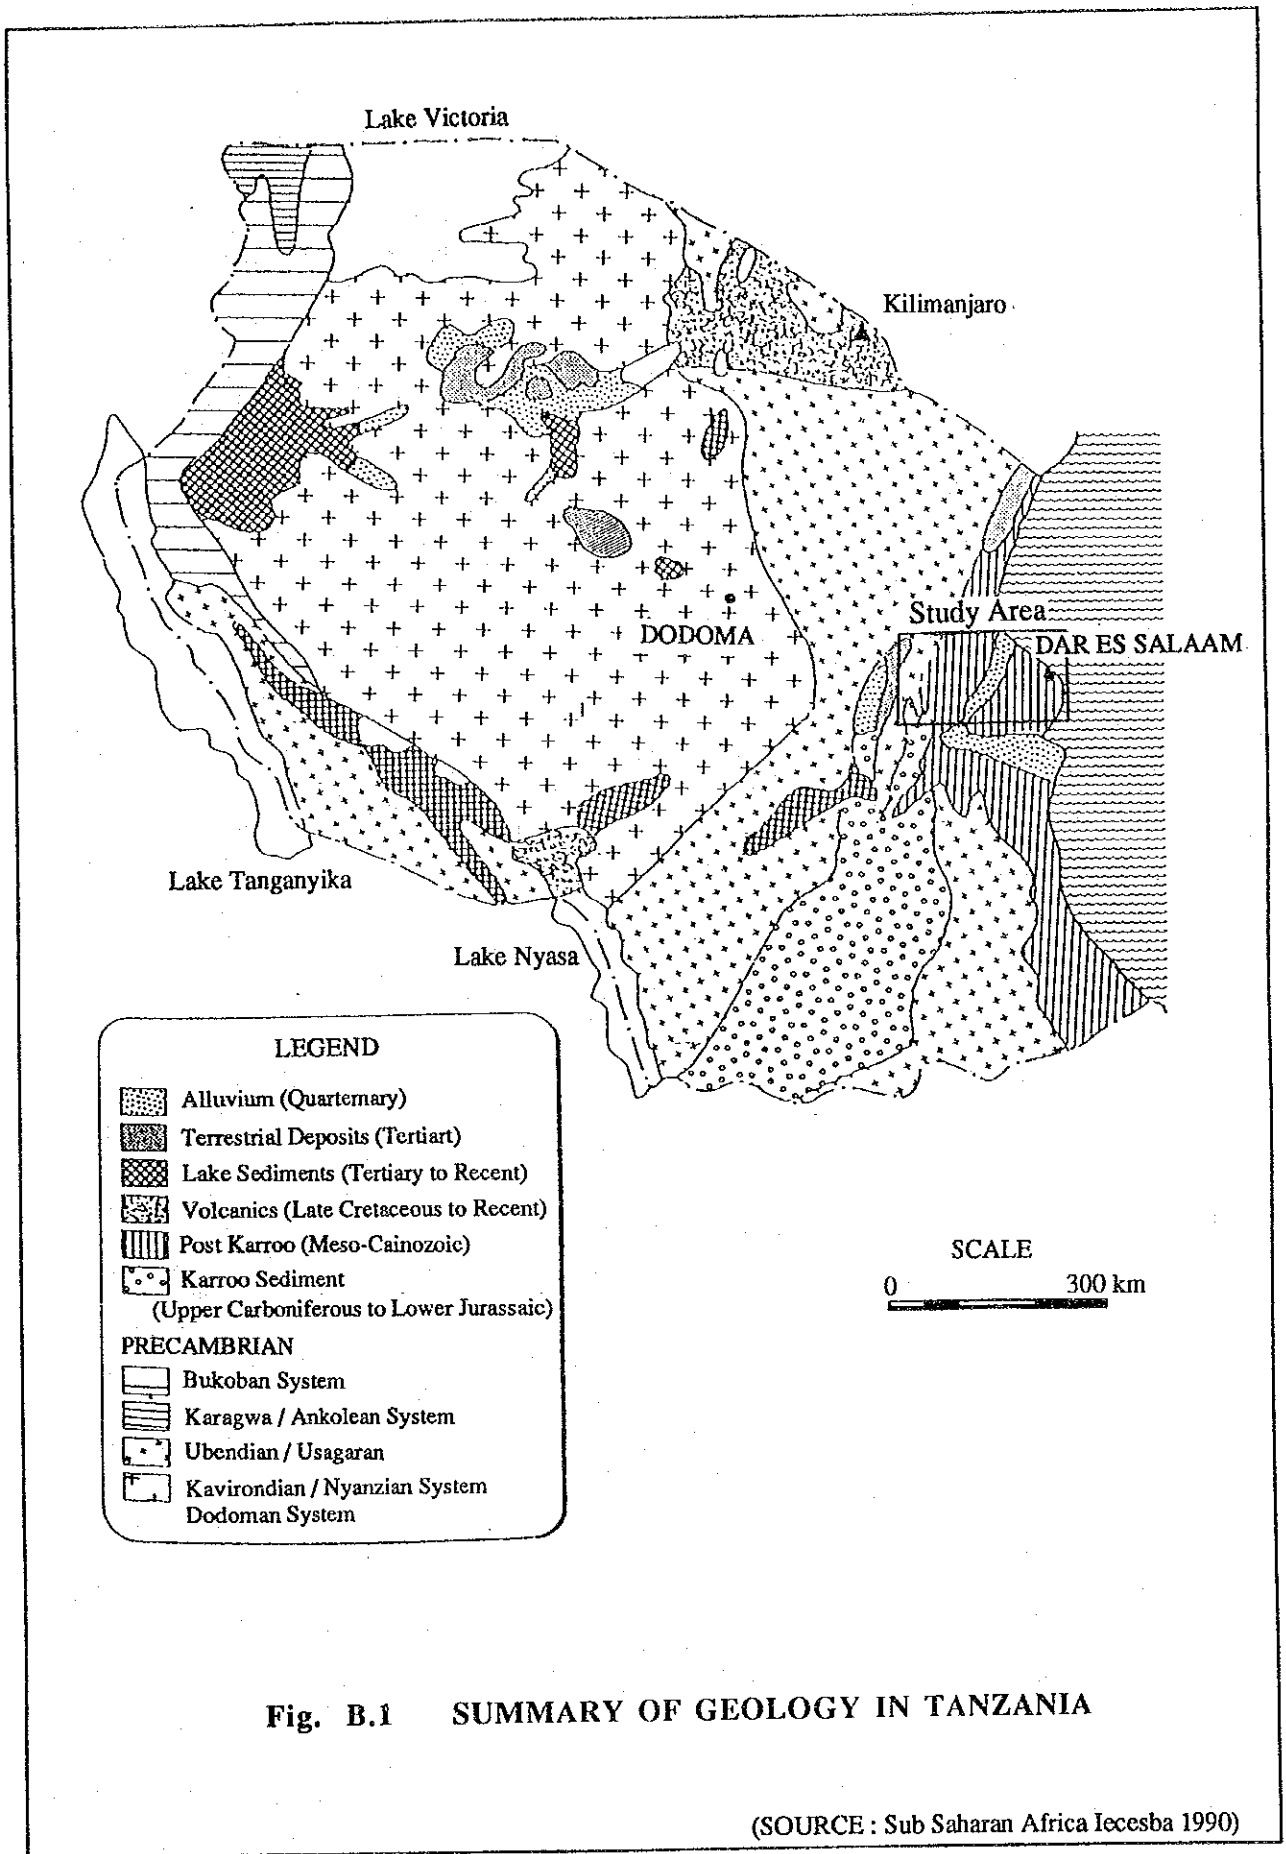 Lake Victoria
Kilimanjaro
Study Area
DODOMA
DAR ES SALAAM
Lake Tanganyika
Lake Nyasa
LEGEND
Alluvium (Quarternary)
Terrestrial Deposits (Tertiart)
Lake Sediments (Tertiary to Recent)
Volcanics (Late Cretaceous to Recent)
Post Karroo (Meso-Cainozoic)
Karroo Sediment
(Upper Carboniferous to Lower Jurassaic)
PRECAMBRIAN
Bukoban System
Karagwa / Ankolean System
Ubendian / Usagaran
Kavirondian / Nyanzian System
Dodoman System
SCALE
0 300 km
Fig. B.1 SUMMARY OF GEOLOGY IN TANZANIA
(SOURCE : Sub Saharan Africa Iecesba 1990)